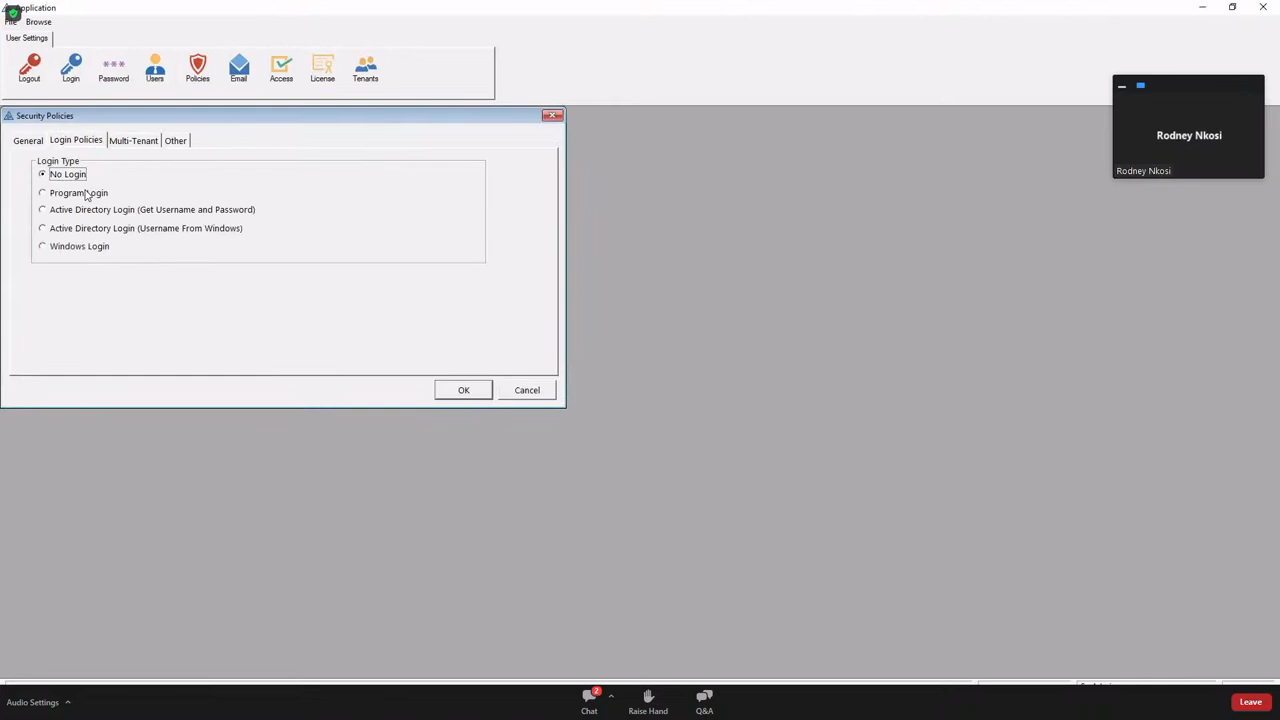 Application
File Browse
User Settings
Logout Login Password Users Policies Email Access License Tenants
Security Policies
General Login Policies Multi-Tenant Other
Login Type
No Login
Program Login
Active Directory Login (Get Username and Password)
Active Directory Login (Username From Windows)
Windows Login
OK Cancel
Rodney Nkosi
Rodney Nkosi
Audio Settings
2
Chat Raise Hand Q&A Leave